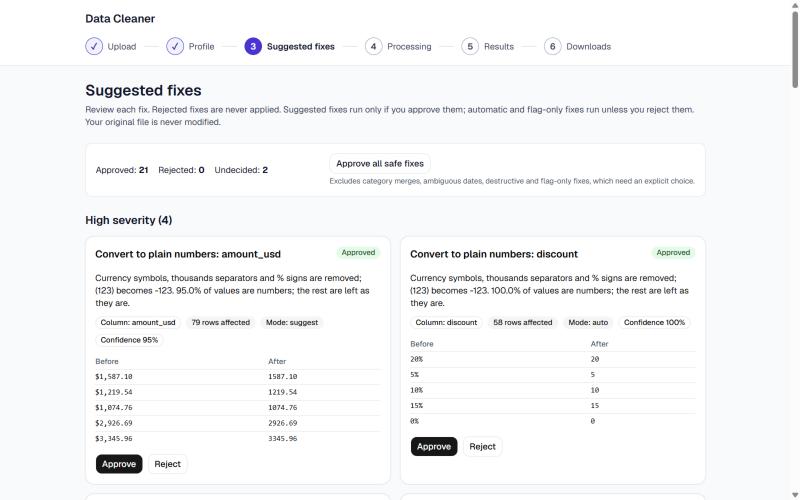 Data Cleaner
✓ Upload ✓ Profile 3 Suggested fixes 4 Processing 5 Results 6 Downloads
Suggested fixes
Review each fix. Rejected fixes are never applied. Suggested fixes run only if you approve them; automatic and flag-only fixes run unless you reject them.
Your original file is never modified.
Approved: 21 Rejected: 0 Undecided: 2
Approve all safe fixes
Excludes category merges, ambiguous dates, destructive and flag-only fixes, which need an explicit choice.
High severity (4)
Convert to plain numbers: amount_usd Approved
Currency symbols, thousands separators and % signs are removed;
(123) becomes -123. 95.0% of values are numbers; the rest are left as
they are.
Column: amount_usd 79 rows affected Mode: suggest
Confidence 95%
Before After
$1,587.10 1587.10
$1,219.54 1219.54
$1,074.76 1074.76
$2,926.69 2926.69
$3,345.96 3345.96
Approve Reject
Convert to plain numbers: discount Approved
Currency symbols, thousands separators and % signs are removed;
(123) becomes -123. 100.0% of values are numbers; the rest are left as
they are.
Column: discount 58 rows affected Mode: auto Confidence 100%
Before After
20% 20
5% 5
10% 10
15% 15
0% 0
Approve Reject